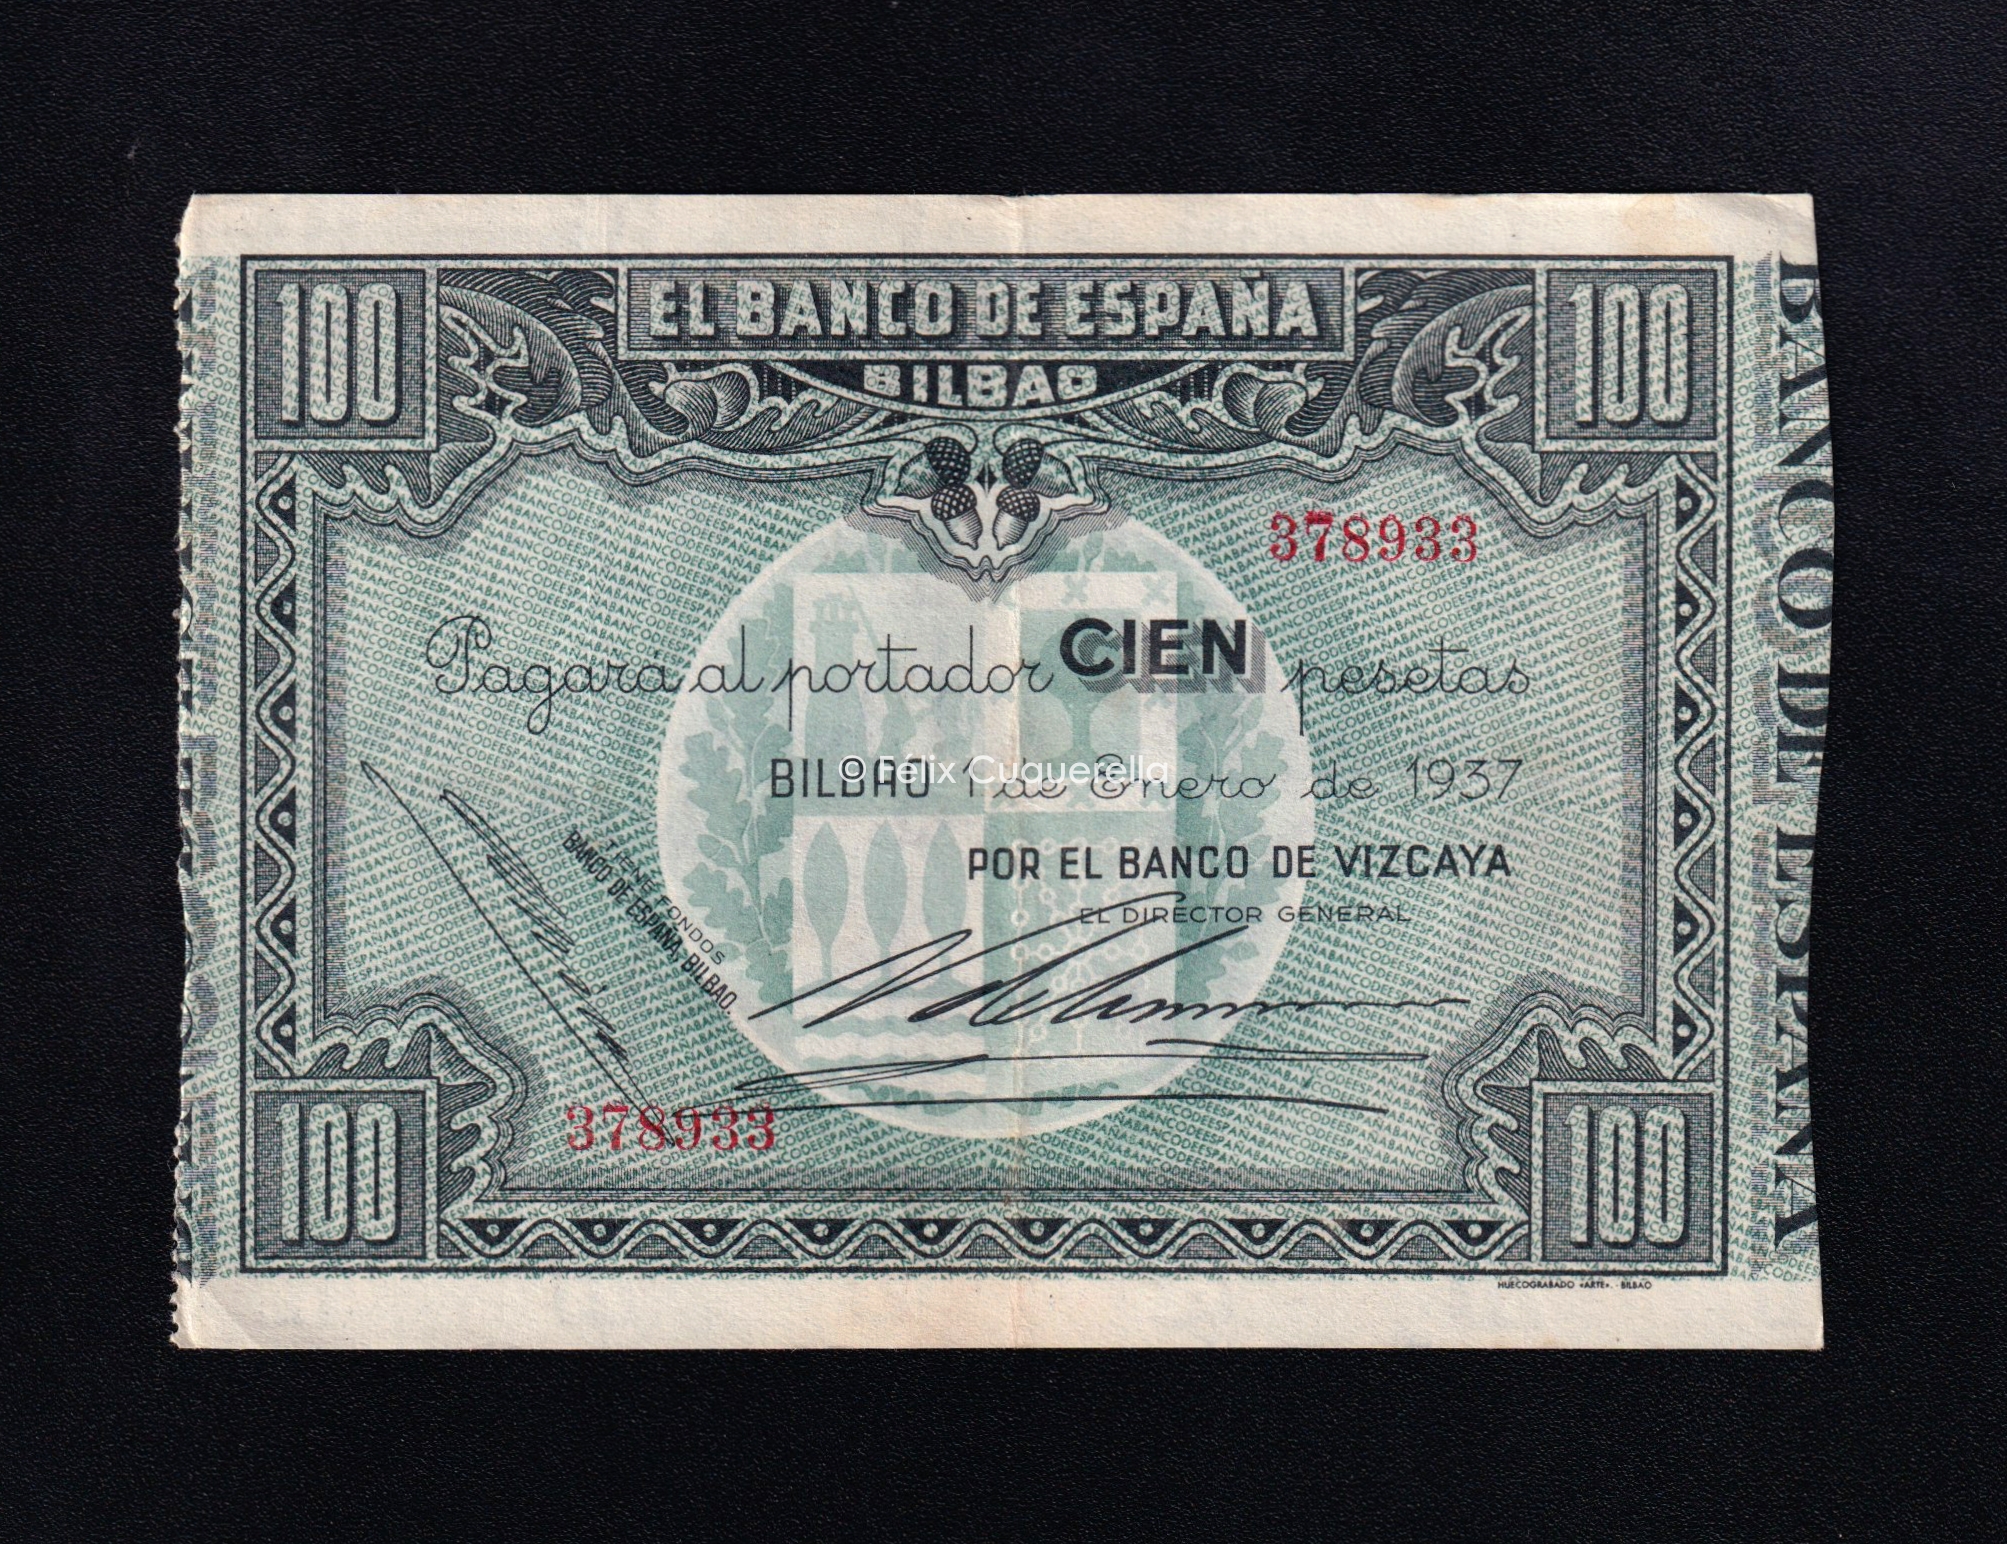 100
EL BANCO DE ESPAÑA
100
BILBAO
378933
Pagará al portador CIEN pesetas
BILBAO 1 de Enero de 1937
© Félix Cuquerella
POR EL BANCO DE VIZCAYA
EL DIRECTOR GENERAL
TIENE FONDOS
BANCO DE ESPAÑA, BILBAO.
378933
100
100
HUECOGRABADO «ARTE». - BILBAO
BANCO DE ESPAÑA